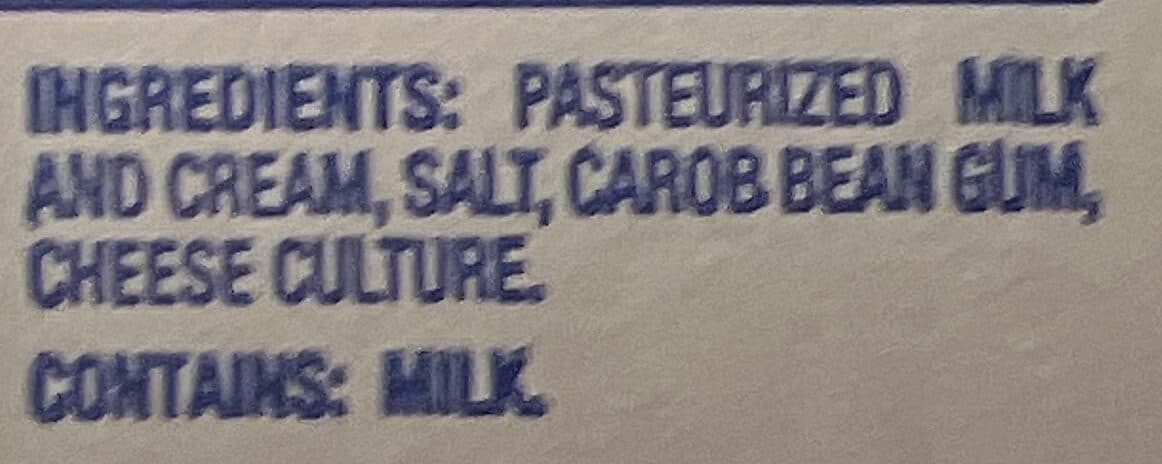 INGREDIENTS: PASTEURIZED MILK
AND CREAM, SALT, CAROB BEAN GUM,
CHEESE CULTURE.
CONTAINS: MILK.